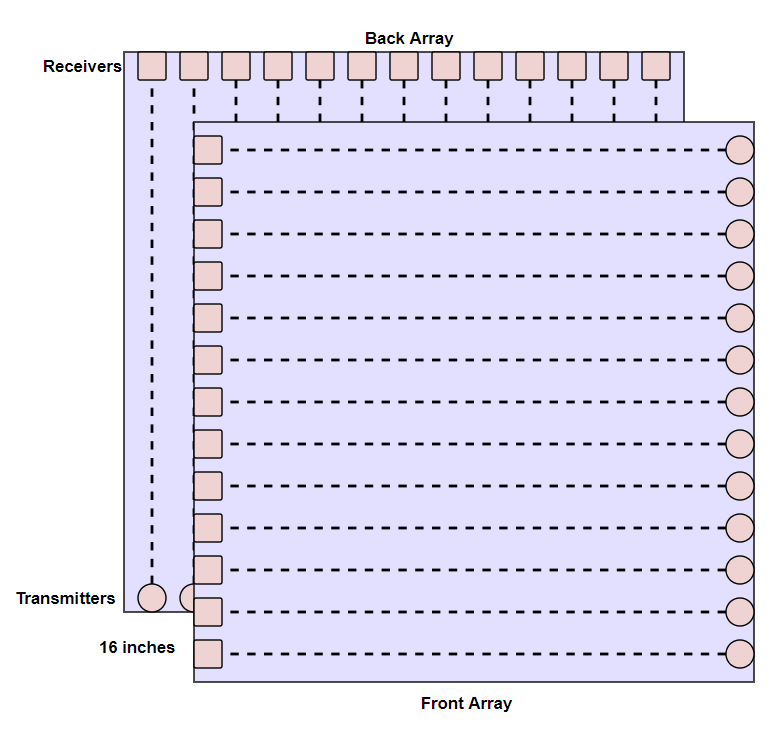 Back Array
Receivers
Transmitters
16 inches
Front Array